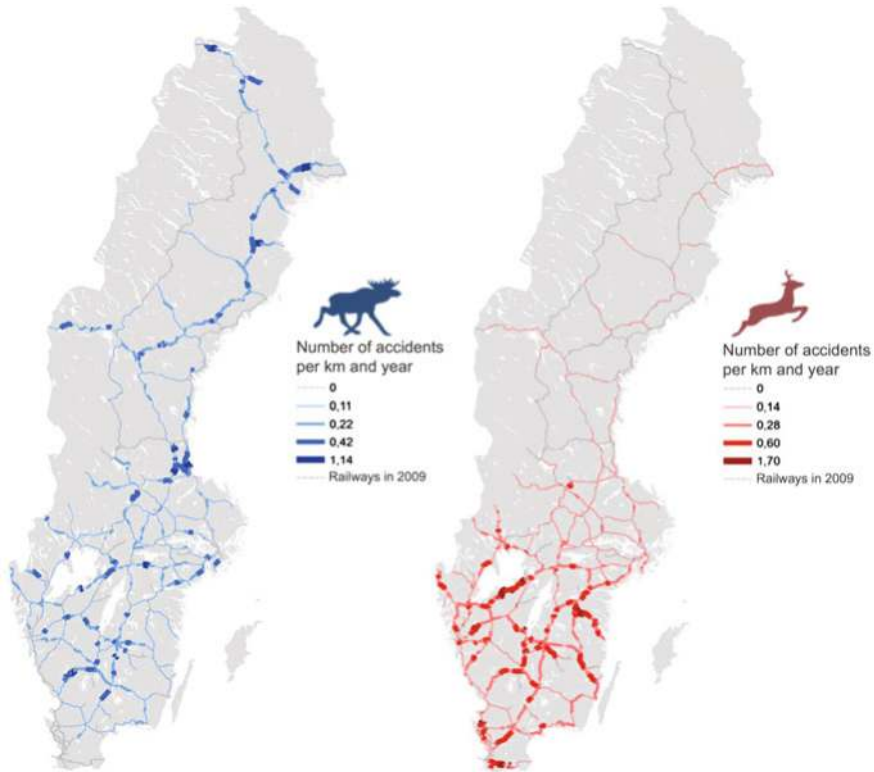 Number of accidents
per km and year
0
0,11
0,22
0,42
1,14
Railways in 2009
Number of accidents
per km and year
0
0,14
0,28
0,60
1,70
Railways in 2009